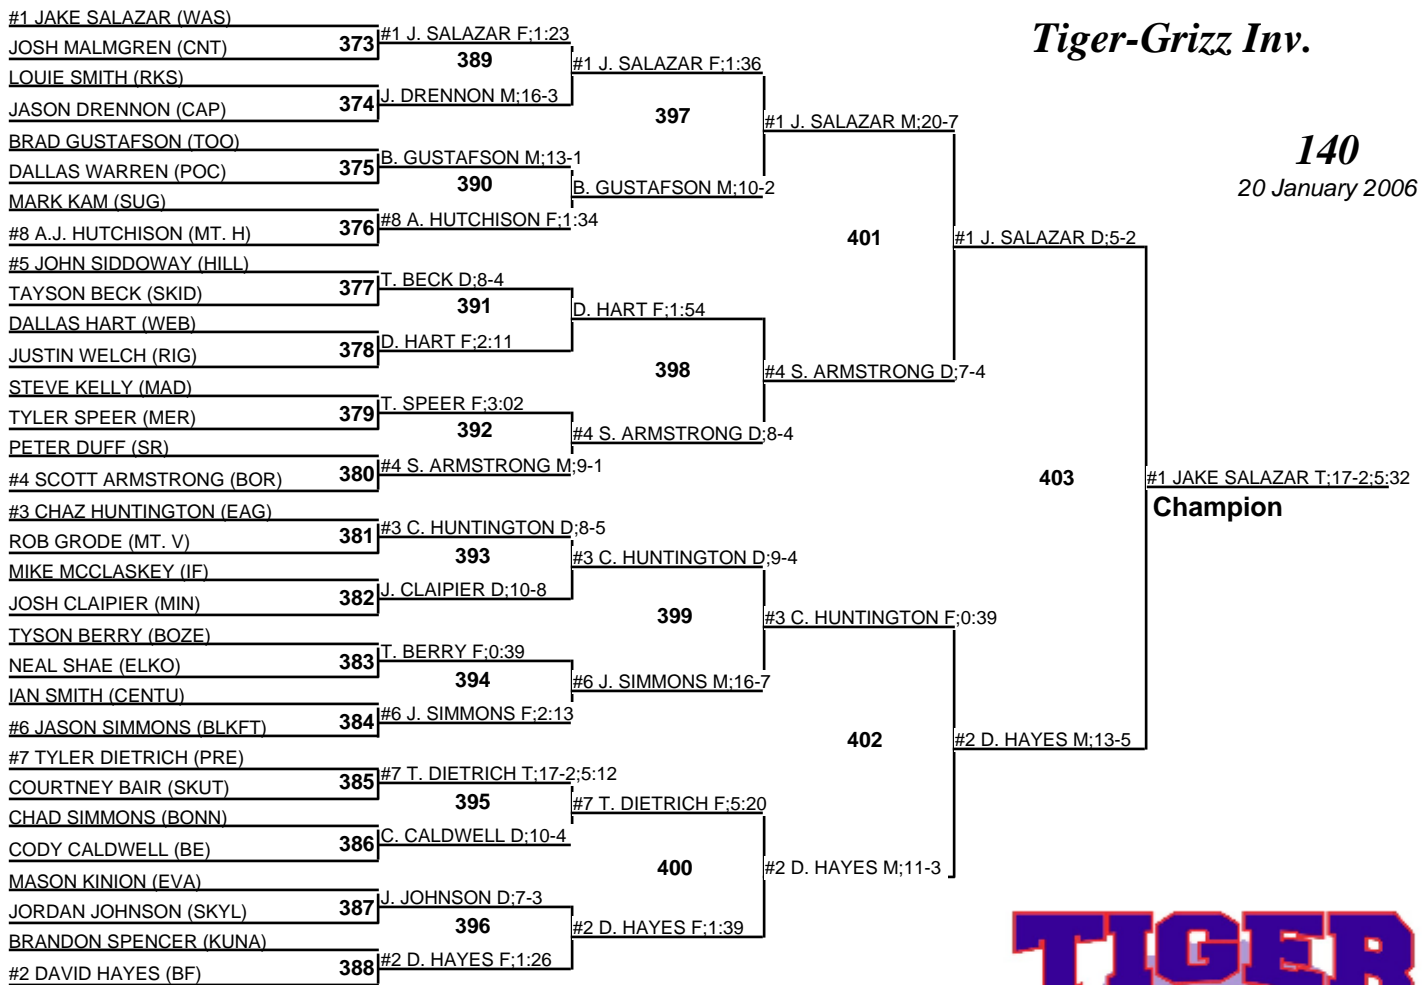 Tiger-Grizz Inv.
140
20 January 2006
#1 JAKE SALAZAR (WAS)
JOSH MALMGREN (CNT)
LOUIE SMITH (RKS)
JASON DRENNON (CAP)
BRAD GUSTAFSON (TOO)
DALLAS WARREN (POC)
MARK KAM (SUG)
#8 A.J. HUTCHISON (MT. H)
#5 JOHN SIDDOWAY (HILL)
TAYSON BECK (SKID)
DALLAS HART (WEB)
JUSTIN WELCH (RIG)
STEVE KELLY (MAD)
TYLER SPEER (MER)
PETER DUFF (SR)
#4 SCOTT ARMSTRONG (BOR)
#3 CHAZ HUNTINGTON (EAG)
ROB GRODE (MT. V)
MIKE MCCLASKEY (IF)
JOSH CLAIPIER (MIN)
TYSON BERRY (BOZE)
NEAL SHAE (ELKO)
IAN SMITH (CENTU)
#6 JASON SIMMONS (BLKFT)
#7 TYLER DIETRICH (PRE)
COURTNEY BAIR (SKUT)
CHAD SIMMONS (BONN)
CODY CALDWELL (BE)
MASON KINION (EVA)
JORDAN JOHNSON (SKYL)
BRANDON SPENCER (KUNA)
#2 DAVID HAYES (BF)
373
374
375
376
377
378
379
380
381
382
383
384
385
386
387
388
#1 J. SALAZAR F;1:23
J. DRENNON M;16-3
B. GUSTAFSON M;13-1
#8 A. HUTCHISON F;1:34
T. BECK D;8-4
D. HART F;2:11
T. SPEER F;3:02
#4 S. ARMSTRONG M;9-1
#3 C. HUNTINGTON D;8-5
J. CLAIPIER D;10-8
T. BERRY F;0:39
#6 J. SIMMONS F;2:13
#7 T. DIETRICH T;17-2;5:12
C. CALDWELL D;10-4
J. JOHNSON D;7-3
#2 D. HAYES F;1:26
389
390
391
392
393
394
395
396
#1 J. SALAZAR F;1:36
B. GUSTAFSON M;10-2
D. HART F;1:54
#4 S. ARMSTRONG D;8-4
#3 C. HUNTINGTON D;9-4
#6 J. SIMMONS M;16-7
#7 T. DIETRICH F;5:20
#2 D. HAYES F;1:39
397
398
399
400
#1 J. SALAZAR M;20-7
#4 S. ARMSTRONG D;7-4
#3 C. HUNTINGTON F;0:39
#2 D. HAYES M;11-3
401
402
#1 J. SALAZAR D;5-2
#2 D. HAYES M;13-5
403
#1 JAKE SALAZAR T;17-2;5:32
Champion
TIGER